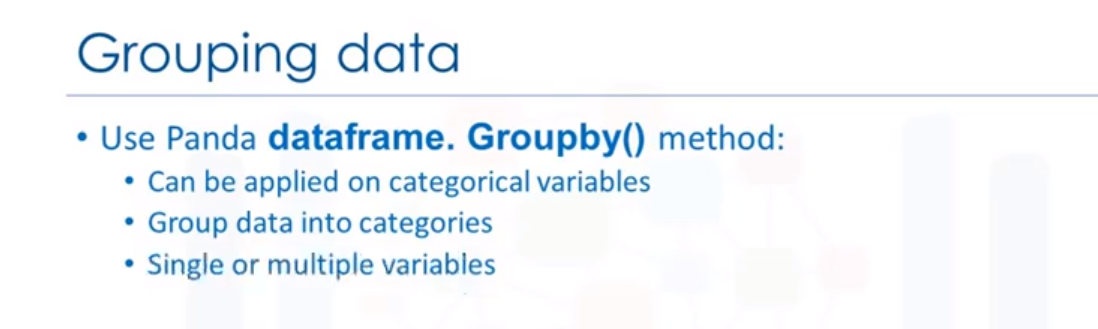 Grouping data
• Use Panda dataframe. Groupby() method:
• Can be applied on categorical variables
• Group data into categories
• Single or multiple variables